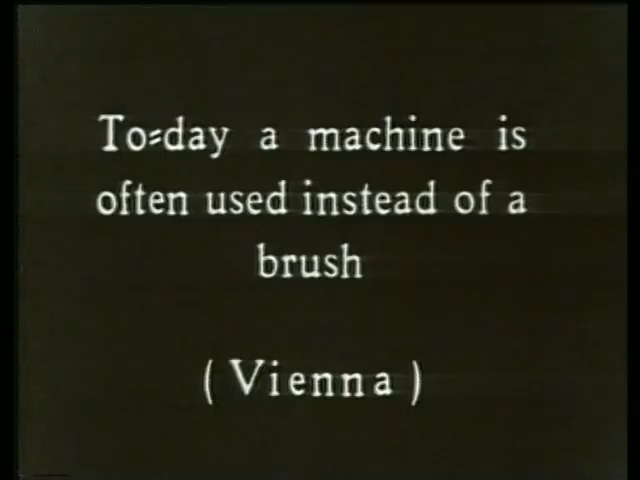 To=day a machine is
often used instead of a
brush
(Vienna)